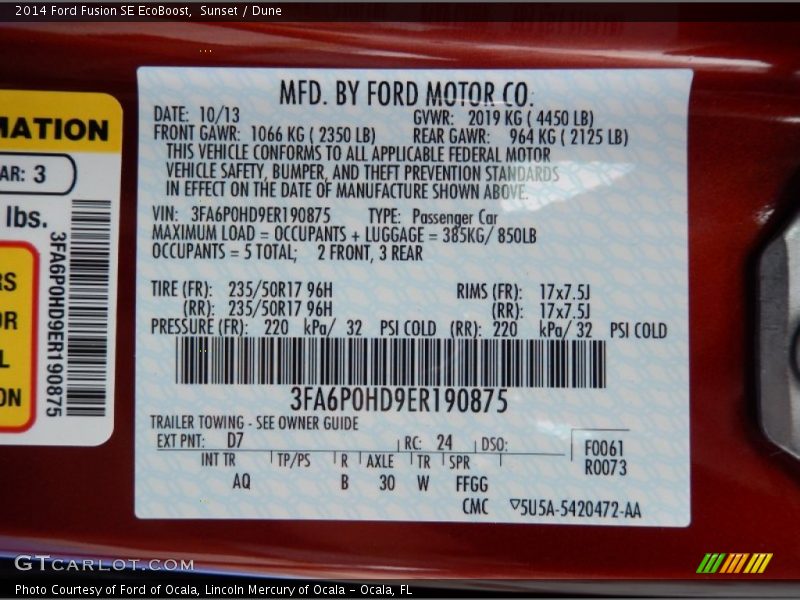 2014 Ford Fusion SE EcoBoost,  Sunset / Dune
MFD. BY FORD MOTOR CO.
DATE: 10/13 GVWR: 2019 KG ( 4450 LB)
FRONT GAWR: 1066 KG ( 2350 LB) REAR GAWR: 964 KG ( 2125 LB)
THIS VEHICLE CONFORMS TO ALL APPLICABLE FEDERAL MOTOR
VEHICLE SAFETY, BUMPER, AND THEFT PREVENTION STANDARDS
IN EFFECT ON THE DATE OF MANUFACTURE SHOWN ABOVE.
VIN: 3FA6P0HD9ER190875 TYPE: Passenger Car
MAXIMUM LOAD = OCCUPANTS + LUGGAGE = 385KG/ 850LB
OCCUPANTS = 5 TOTAL; 2 FRONT, 3 REAR
TIRE (FR): 235/50R17 96H RIMS (FR): 17x7.5J
(RR): 235/50R17 96H (RR): 17x7.5J
PRESSURE (FR): 220 kPa/ 32 PSI COLD (RR): 220 kPa/ 32 PSI COLD
3FA6P0HD9ER190875
TRAILER TOWING - SEE OWNER GUIDE
EXT PNT: D7 RC: 24 DSO: F0061
INT TR TP/PS R AXLE TR SPR R0073
AQ B 30 W FFGG
CMC 5U5A-5420472-AA
MATION
AR: 3
lbs.
3FA6P0HD9ER190875
RS
OR
L
ON
GTCARLOT.COM
Photo Courtesy of Ford of Ocala, Lincoln Mercury of Ocala – Ocala, FL